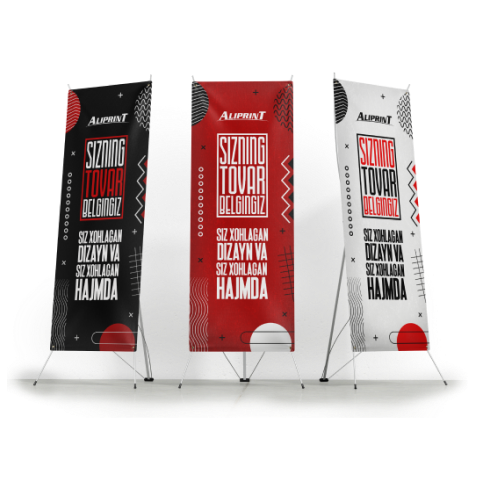 ALIPRINT
SIZNING
TOVAR
BELGINGIZ
SIZ XOHLAGAN
DIZAYN VA
SIZ XOHLAGAN
HAJMDA
ALIPRINT
SIZNING
TOVAR
BELGINGIZ
SIZ XOHLAGAN
DIZAYN VA
SIZ XOHLAGAN
HAJMDA
ALIPRINT
SIZNING
TOVAR
BELGINGIZ
SIZ XOHLAGAN
DIZAYN VA
SIZ XOHLAGAN
HAJMDA